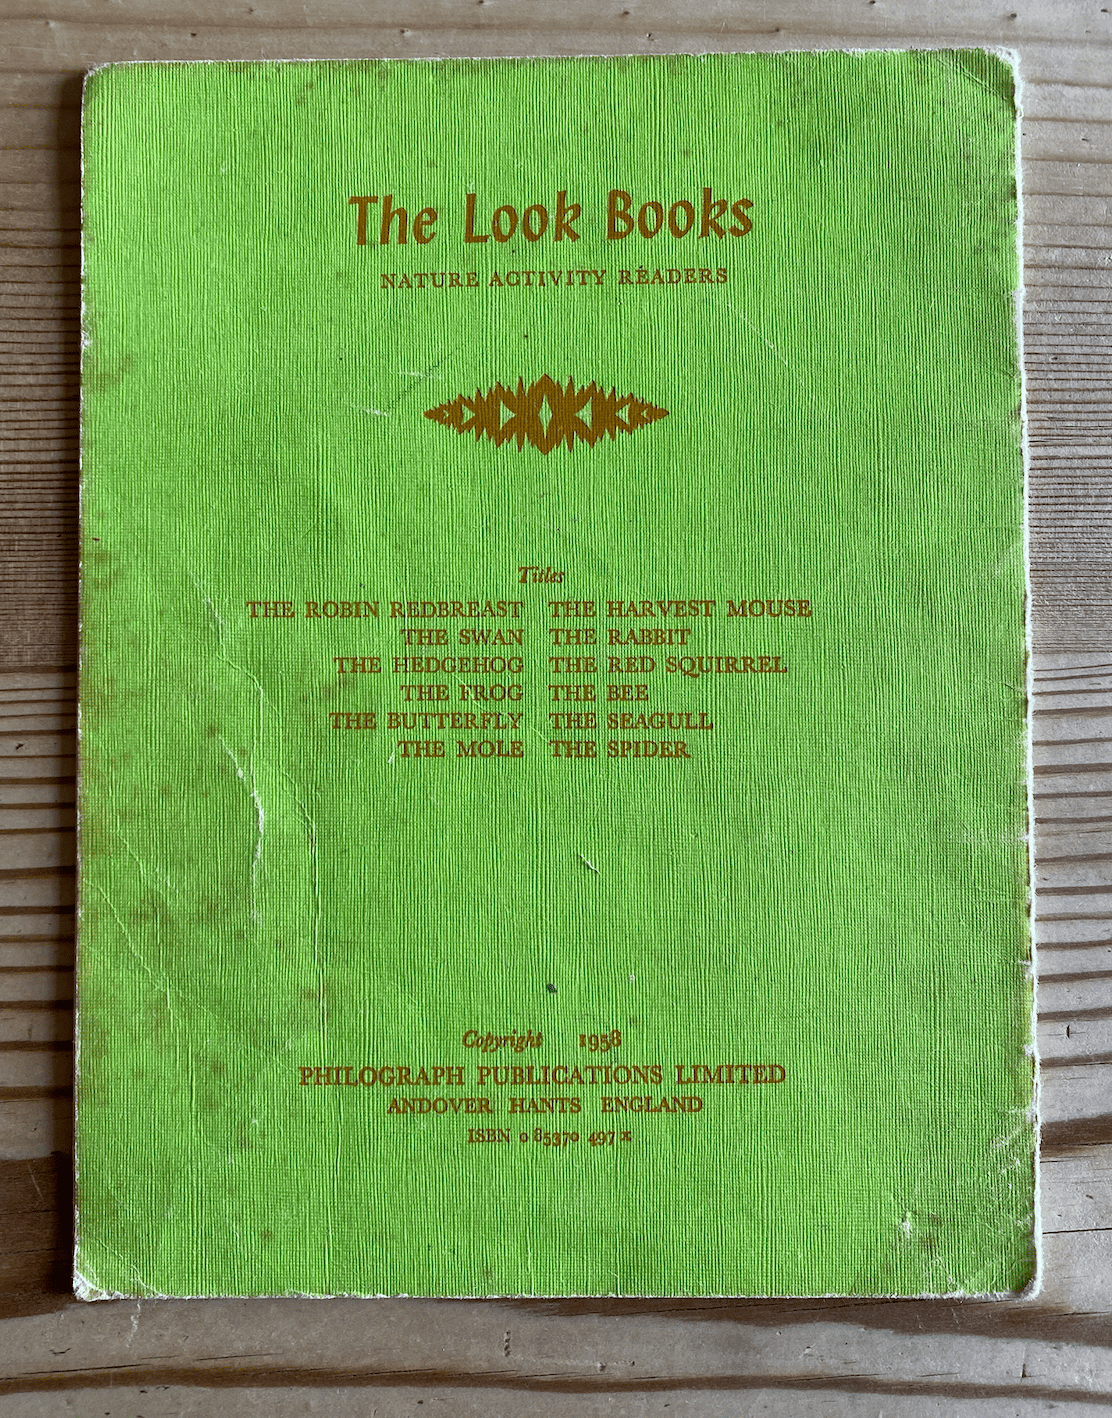 The Look Books
NATURE ACTIVITY READERS
Titles
THE ROBIN REDBREAST THE HARVEST MOUSE
THE SWAN THE RABBIT
THE HEDGEHOG THE RED SQUIRREL
THE FROG THE BEE
THE BUTTERFLY THE SEAGULL
THE MOLE THE SPIDER
Copyright 1958
PHILOGRAPH PUBLICATIONS LIMITED
ANDOVER HANTS ENGLAND
ISBN 0 85370 497 x